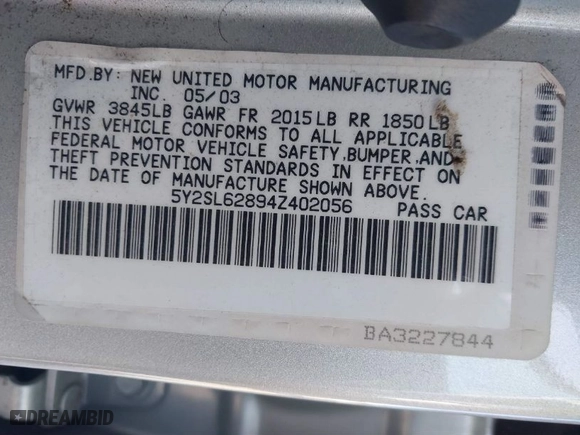 MFD.BY: NEW UNITED MOTOR MANUFACTURING
INC. 05/03
GVWR 3845LB GAWR FR 2015LB RR 1850LB
THIS VEHICLE CONFORMS TO ALL APPLICABLE
FEDERAL MOTOR VEHICLE SAFETY,BUMPER,AND
THEFT PREVENTION STANDARDS IN EFFECT ON
THE DATE OF MANUFACTURE SHOWN ABOVE.
5Y2SL62894Z402056 PASS CAR
BA3227844
DREAMBID